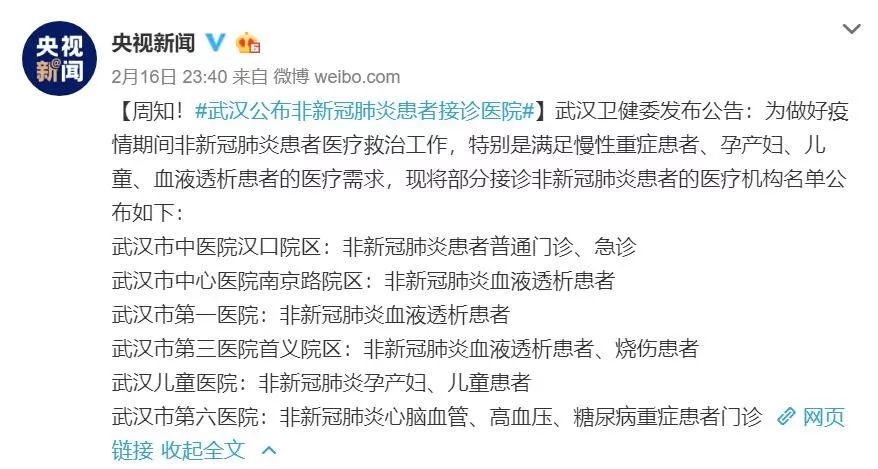 央视新闻
央视
新闻
2月16日 23:40 来自 微博 weibo.com
【周知！#武汉公布非新冠肺炎患者接诊医院#】武汉卫健委发布公告：为做好疫
情期间非新冠肺炎患者医疗救治工作，特别是满足慢性重症患者、孕产妇、儿
童、血液透析患者的医疗需求，现将部分接诊非新冠肺炎患者的医疗机构名单公
布如下：
武汉市中医院汉口院区：非新冠肺炎患者普通门诊、急诊
武汉市中心医院南京路院区：非新冠肺炎血液透析患者
武汉市第一医院：非新冠肺炎血液透析患者
武汉市第三医院首义院区：非新冠肺炎血液透析患者、烧伤患者
武汉儿童医院：非新冠肺炎孕产妇、儿童患者
武汉市第六医院：非新冠肺炎心脑血管、高血压、糖尿病重症患者门诊 网页
链接 收起全文